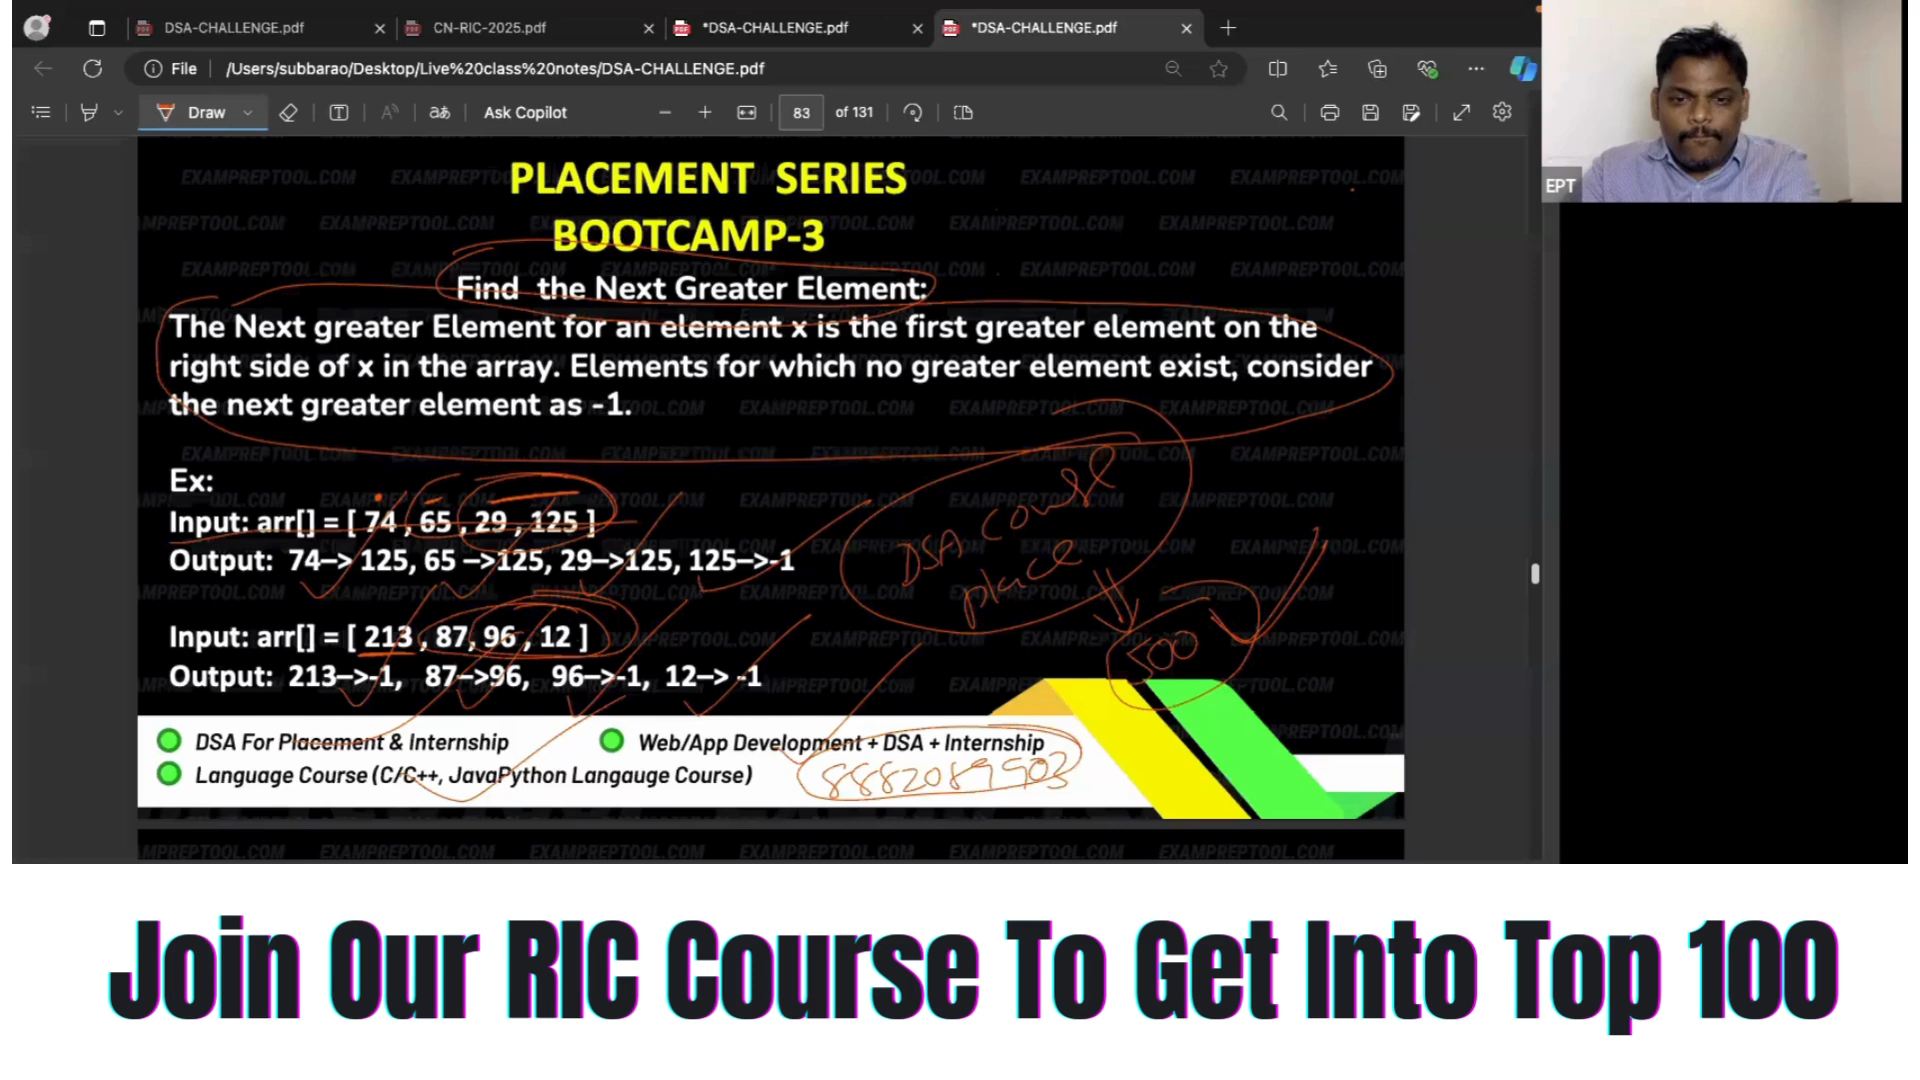 DSA-CHALLENGE.pdf
CN-RIC-2025.pdf
*DSA-CHALLENGE.pdf
*DSA-CHALLENGE.pdf
File | /Users/subbarao/Desktop/Live%20class%20notes/DSA-CHALLENGE.pdf
Draw aあ Ask Copilot 83 of 131
EPT
PLACEMENT SERIES
BOOTCAMP-3
Find the Next Greater Element:
The Next greater Element for an element x is the first greater element on the
right side of x in the array. Elements for which no greater element exist, consider
the next greater element as -1.
Ex:
Input: arr[] = [ 74 , 65 , 29 , 125 ]
Output: 74–> 125, 65 –>125, 29–>125, 125–>-1
DSA course
place
500
Input: arr[] = [ 213 , 87, 96 , 12 ]
Output: 213–>-1, 87–>96, 96–>-1, 12–> -1
DSA For Placement & Internship
Web/App Development + DSA + Internship
Language Course (C/C++, JavaPython Langauge Course)
8882089903
EXAMPREPTOOL.COM
Join Our RIC Course To Get Into Top 100